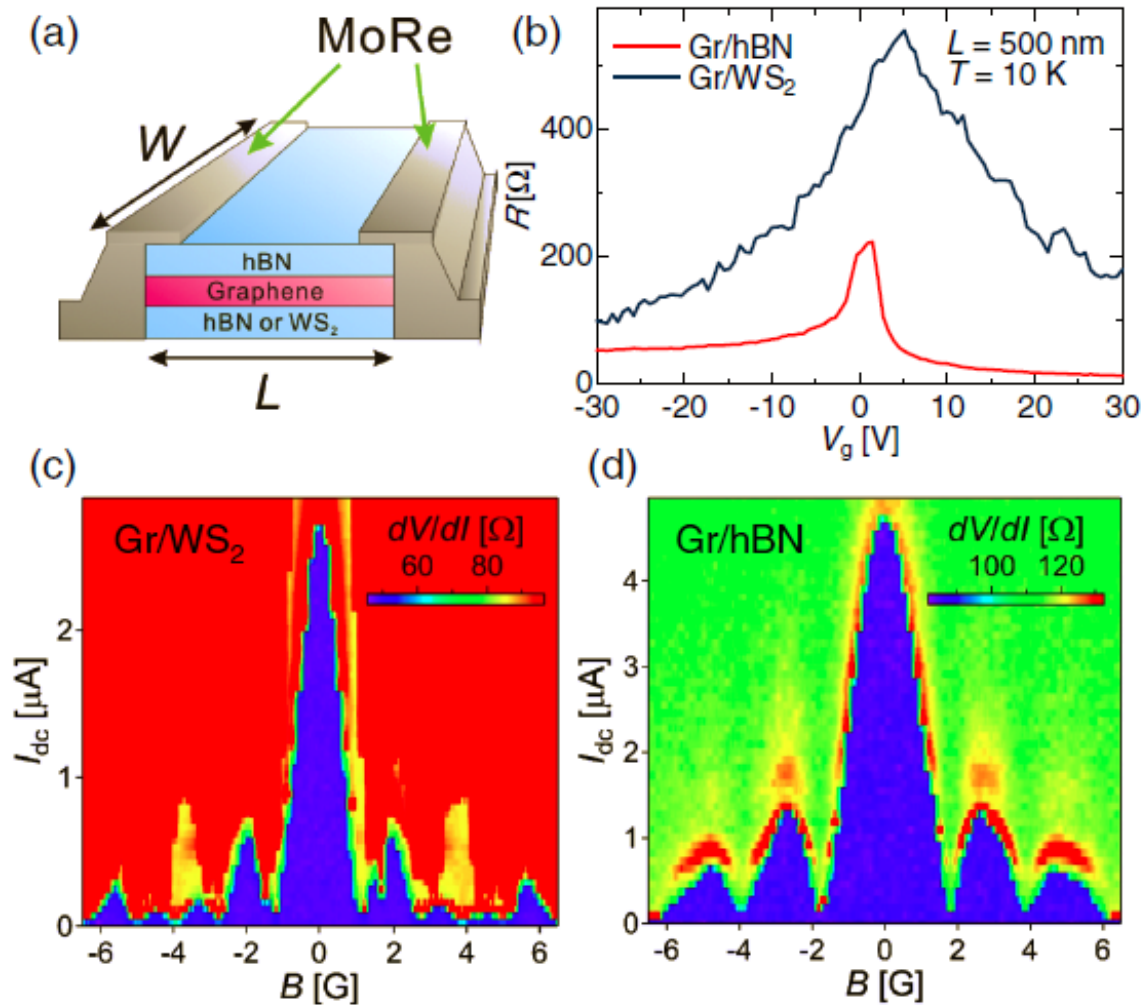 (a)
MoRe
W
hBN
Graphene
hBN or WS₂
L
(b)
Gr/hBN
Gr/WS₂
L = 500 nm
T = 10 K
R[Ω]
400
200
0
-30 -20 -10 0 10 20 30
V_g [V]
(c)
Gr/WS₂
dV/dI [Ω]
60 80
I_dc [μA]
2
1
0
-6 -4 -2 0 2 4 6
B [G]
(d)
Gr/hBN
dV/dI [Ω]
100 120
I_dc [μA]
4
3
2
1
0
-6 -4 -2 0 2 4 6
B [G]